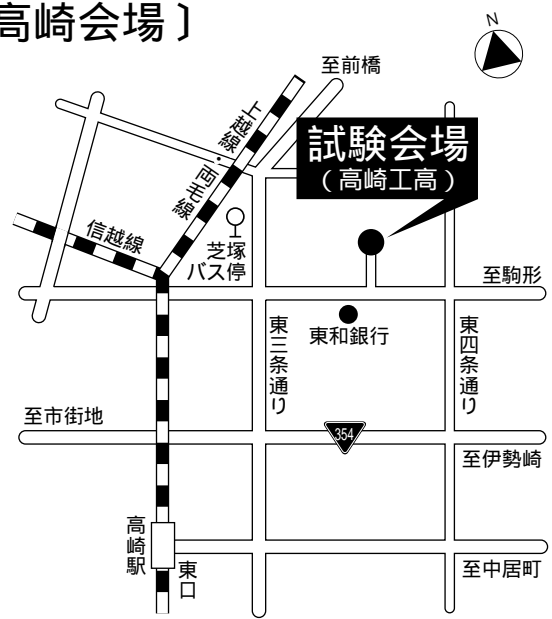 高崎会場〕
N
至前橋
上越線・両毛線
試験会場
(高崎工高)
信越線
芝塚
バス停
至駒形
東和銀行
東三条通り
東四条通り
至市街地
354
至伊勢崎
高崎駅
東口
至中居町